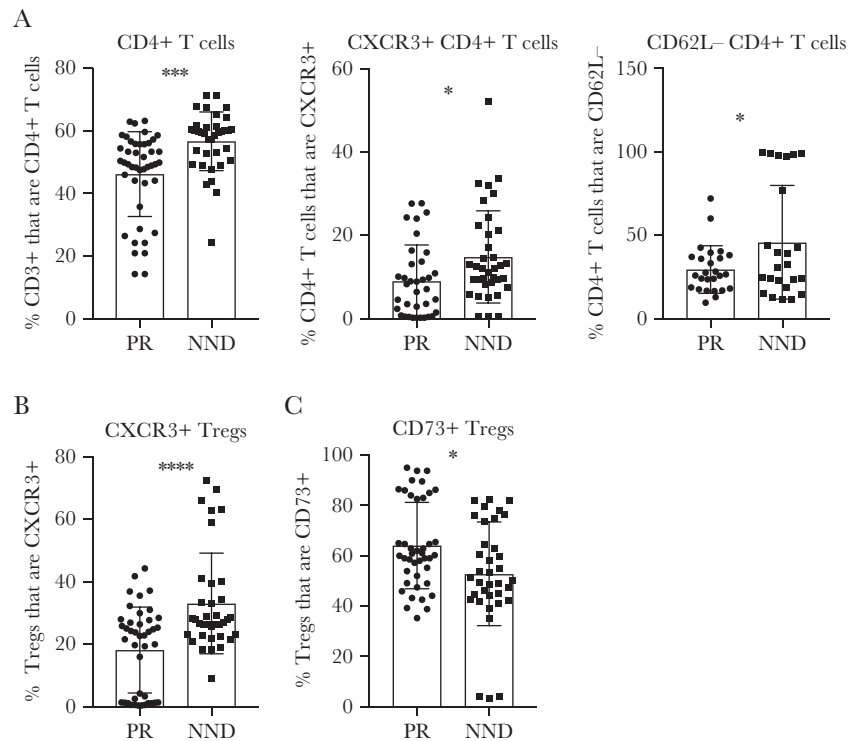 A
CD4+ T cells
% CD3+ that are CD4+ T cells
80
60
40
20
0
***
PR
NND
CXCR3+ CD4+ T cells
% CD4+ T cells that are CXCR3+
60
40
20
0
*
PR
NND
CD62L– CD4+ T cells
% CD4+ T cells that are CD62L–
150
100
50
0
*
PR
NND
B
CXCR3+ Tregs
% Tregs that are CXCR3+
80
60
40
20
0
****
PR
NND
C
CD73+ Tregs
% Tregs that are CD73+
100
80
60
40
20
0
*
PR
NND